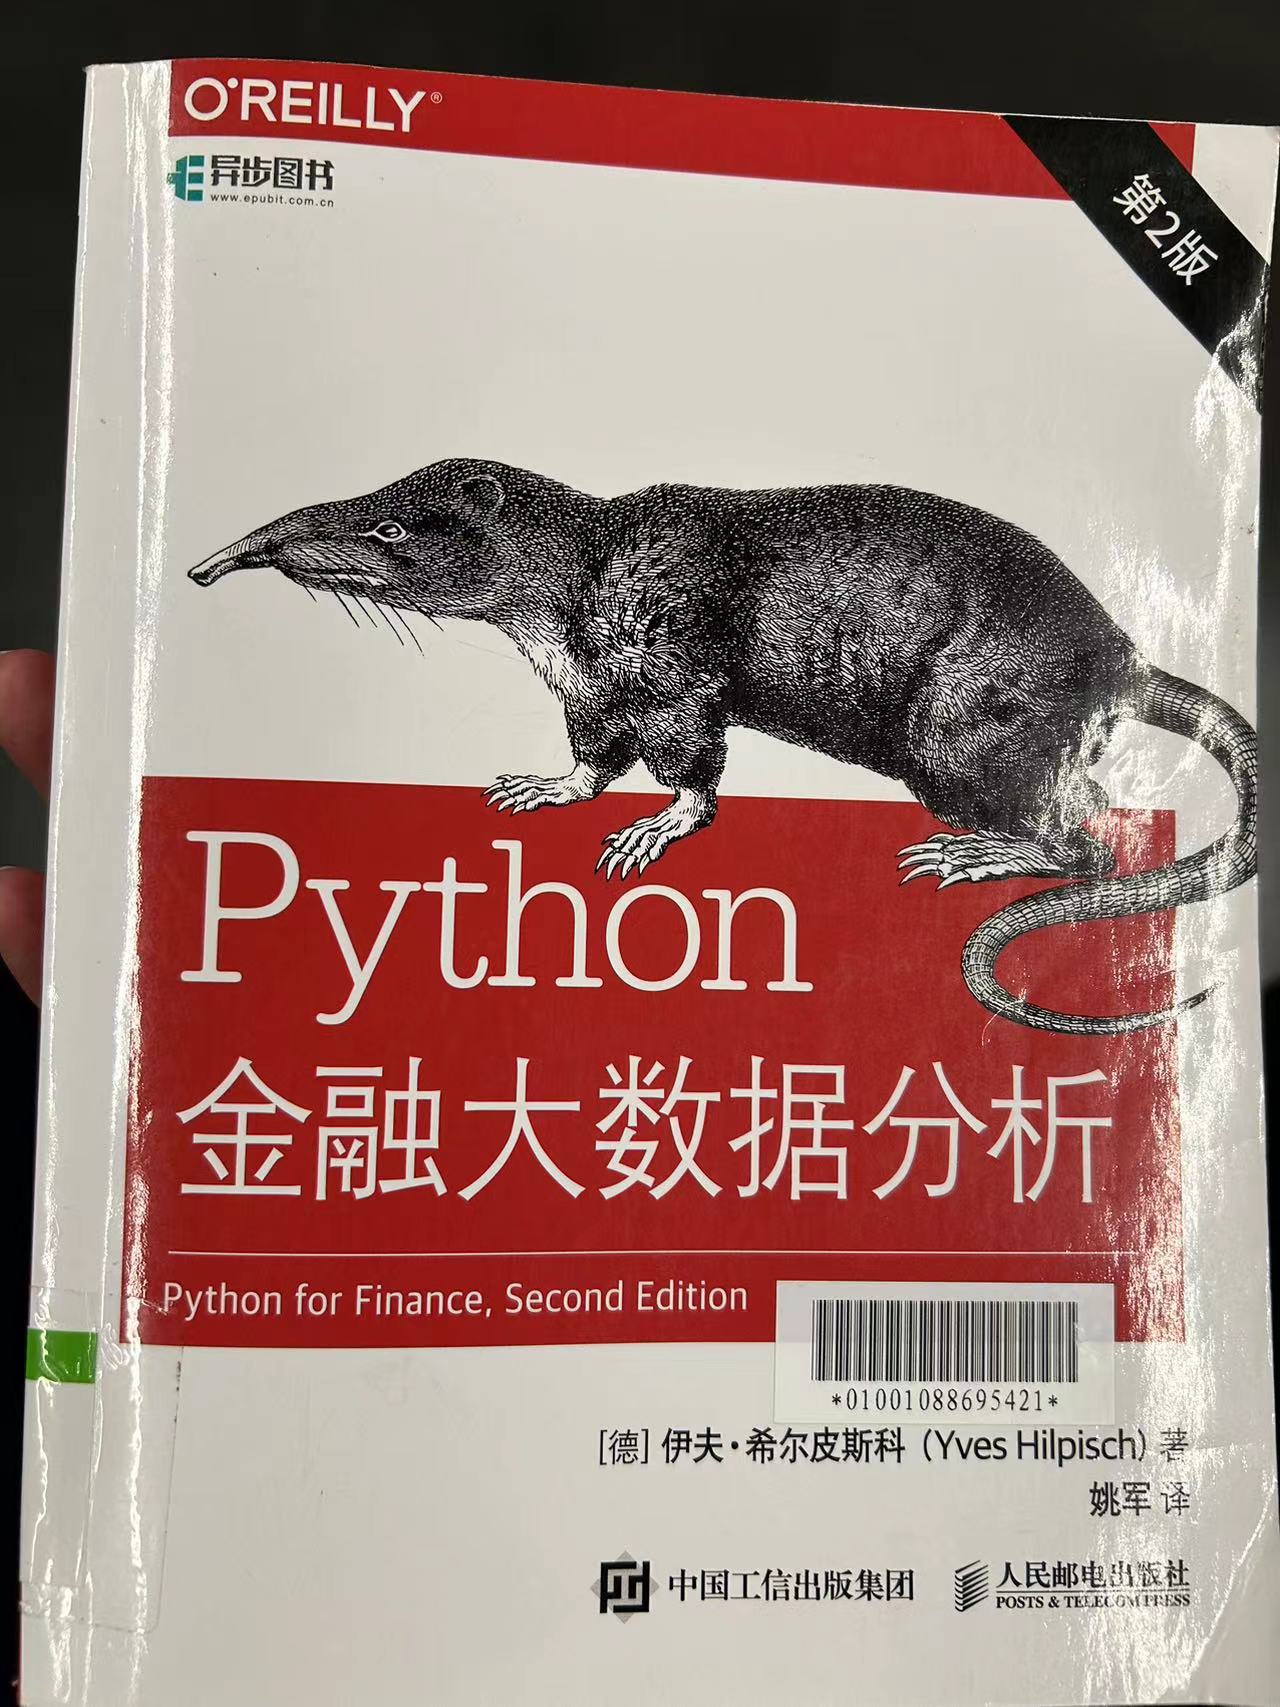 O'REILLY®
异步图书
www.epubit.com.cn
第2版
Python
金融大数据分析
Python for Finance, Second Edition
*01001088695421*
[德] 伊夫·希尔皮斯科（Yves Hilpisch）著
姚军 译
中国工信出版集团
人民邮电出版社
POSTS & TELECOM PRESS